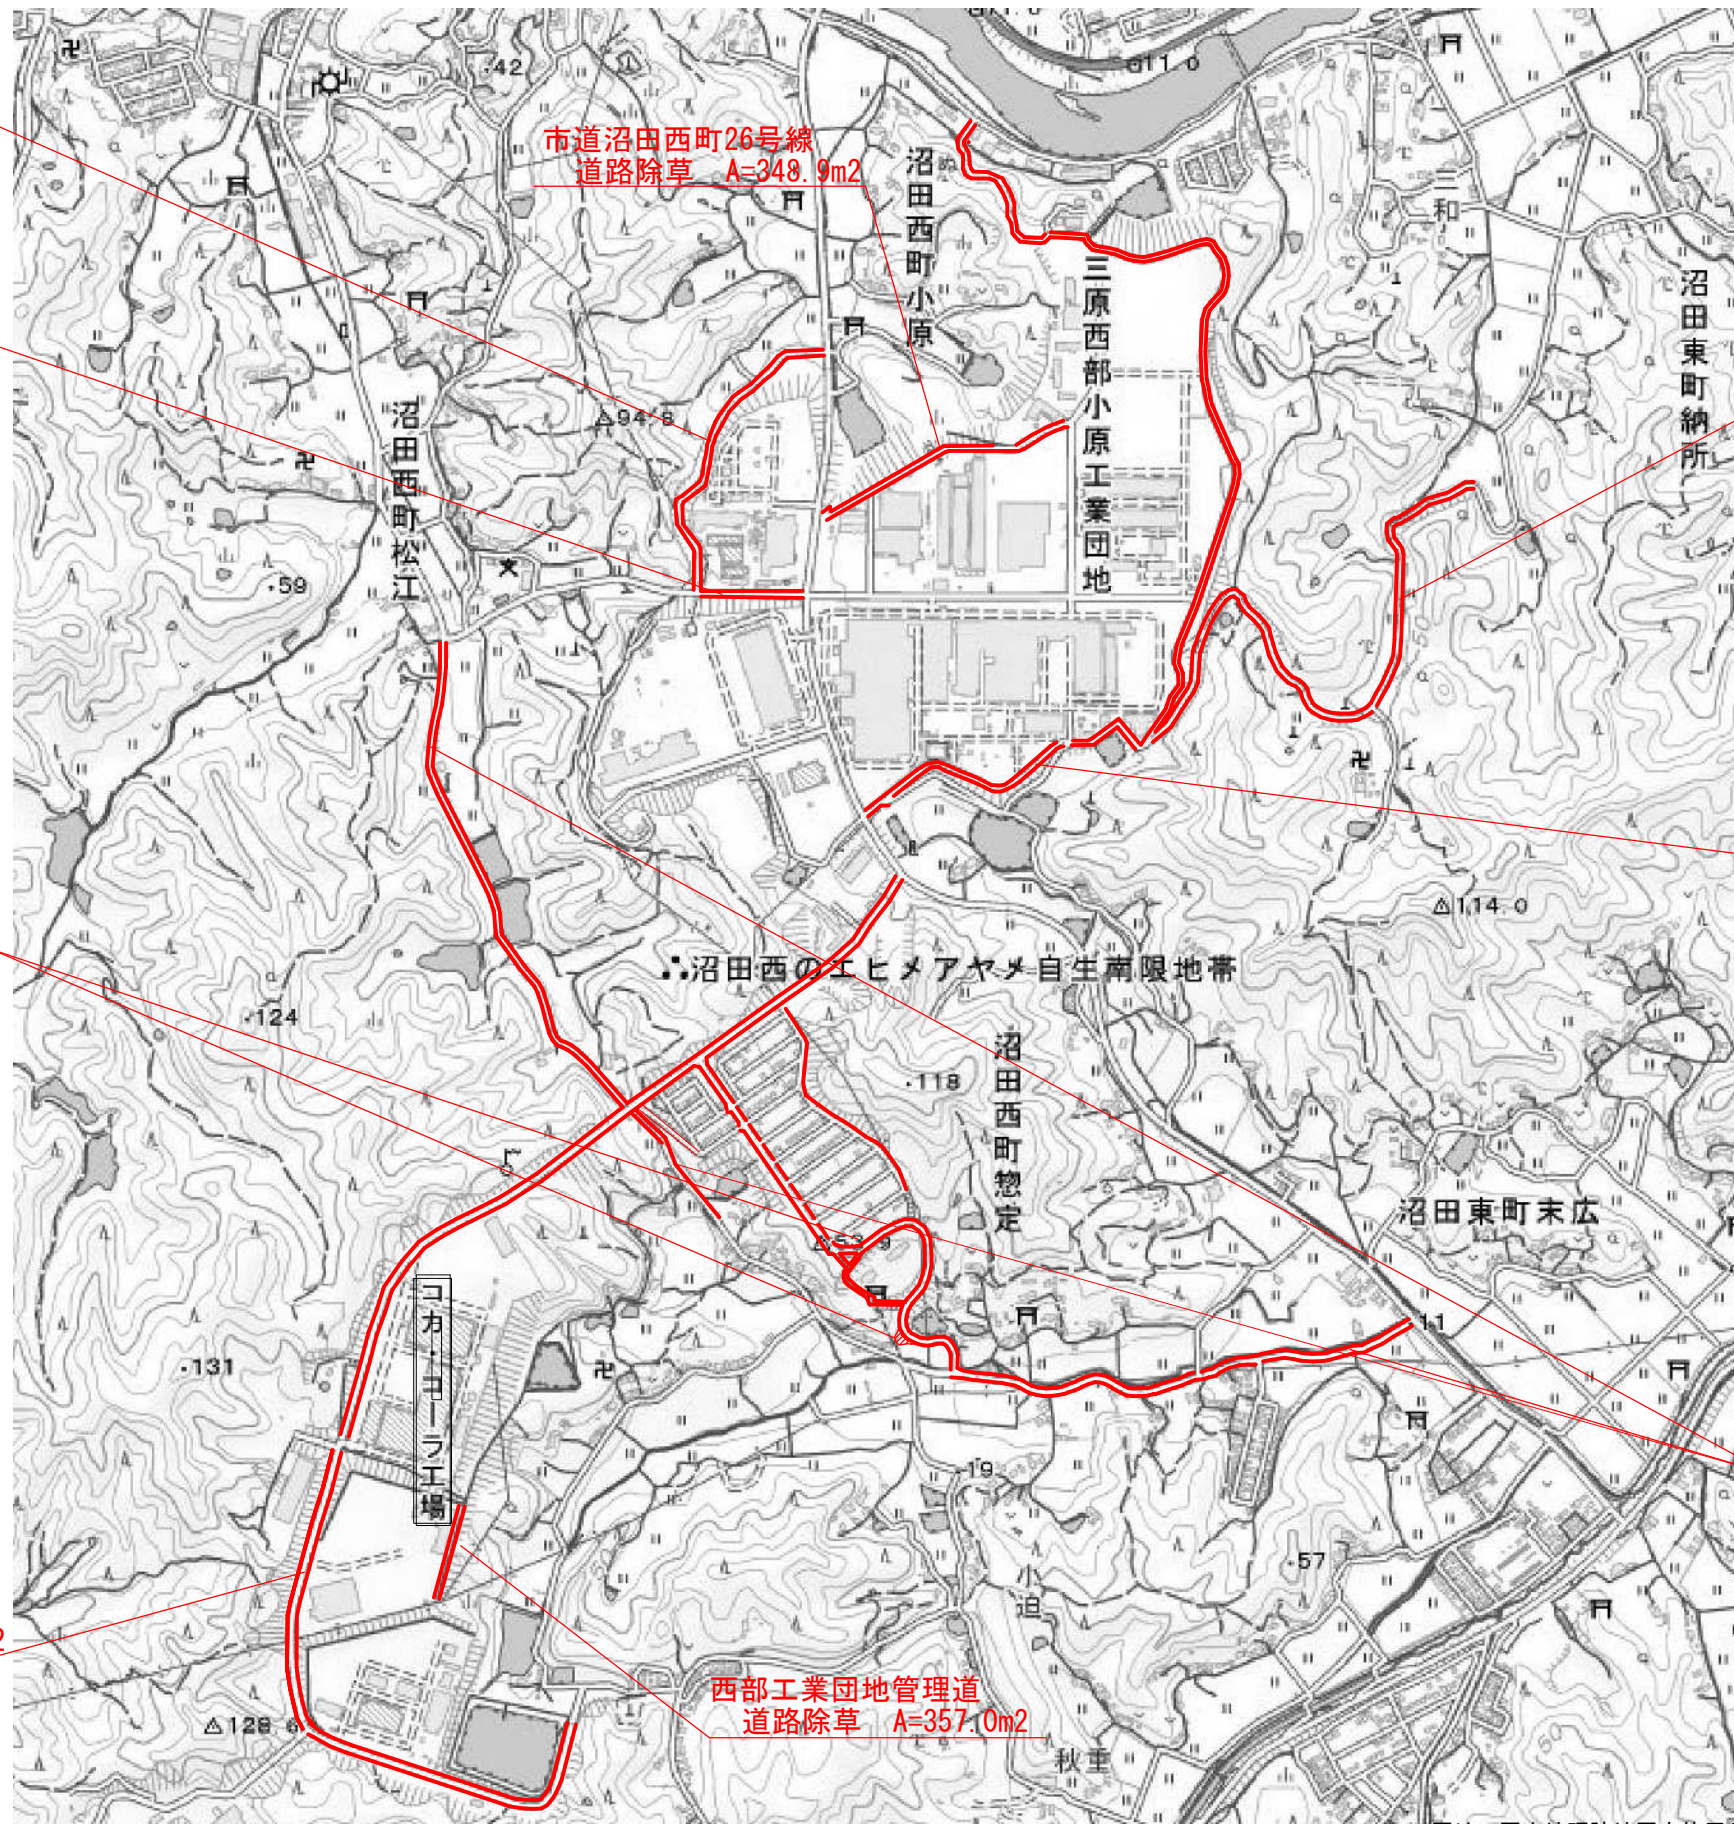 011.0
・42
市道沼田西町26号線
道路除草　A=348.9m2
沼田西町小原
三和
三原西部小原工業団地
沼田東町納所
94.8
沼田西町松江
・59
50
114.0
沼田西のエヒメアヤメ自生南限地帯
・124
・118
沼田西町惣定
沼田東町末広
53.9
11
コカ・コーラ工場
・131
・19
・57
小迫
2
西部工業団地管理道
道路除草　A=357.0m2
128.6
秋重